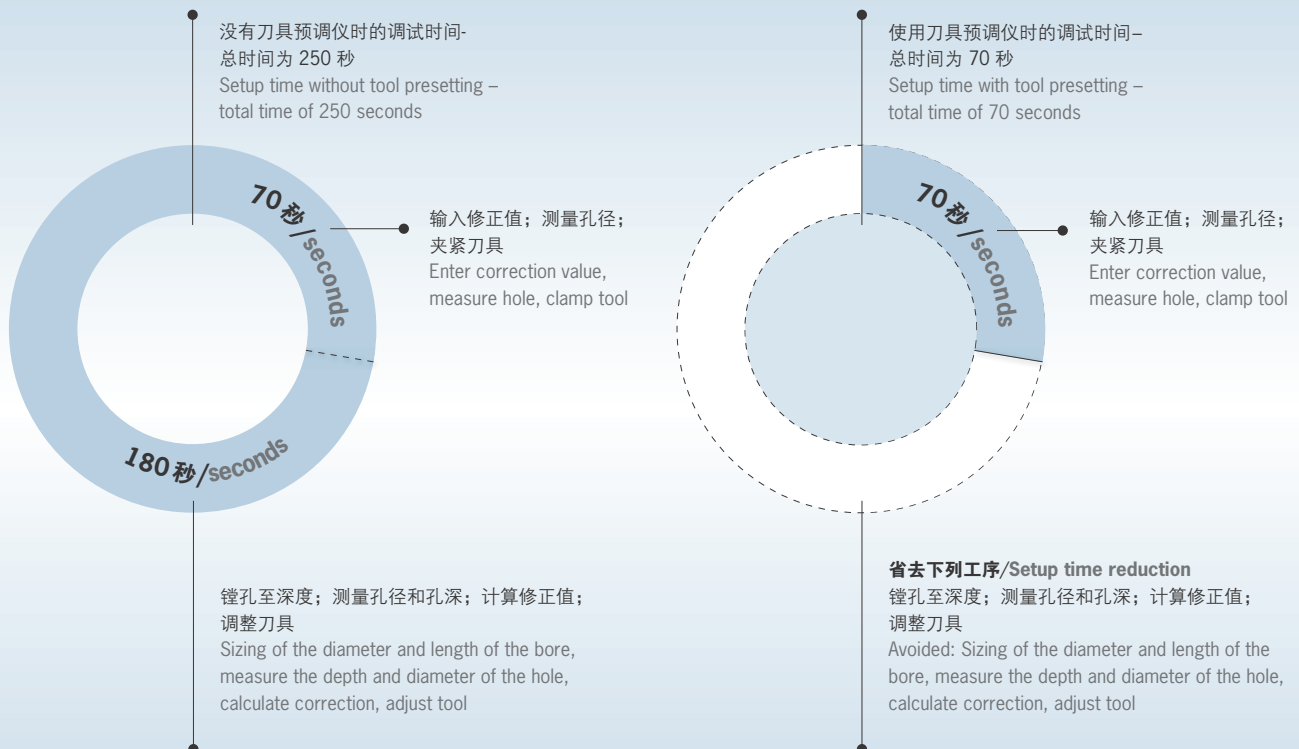 没有刀具预调仪时的调试时间-
总时间为 250 秒
Setup time without tool presetting –
total time of 250 seconds
70秒/seconds
输入修正值；测量孔径；
夹紧刀具
Enter correction value,
measure hole, clamp tool
180秒/seconds
镗孔至深度；测量孔径和孔深；计算修正值；
调整刀具
Sizing of the diameter and length of the bore,
measure the depth and diameter of the hole,
calculate correction, adjust tool
使用刀具预调仪时的调试时间–
总时间为 70 秒
Setup time with tool presetting –
total time of 70 seconds
70秒/seconds
输入修正值；测量孔径；
夹紧刀具
Enter correction value,
measure hole, clamp tool
省去下列工序/Setup time reduction
镗孔至深度；测量孔径和孔深；计算修正值；
调整刀具
Avoided: Sizing of the diameter and length of the
bore, measure the depth and diameter of the hole,
calculate correction, adjust tool